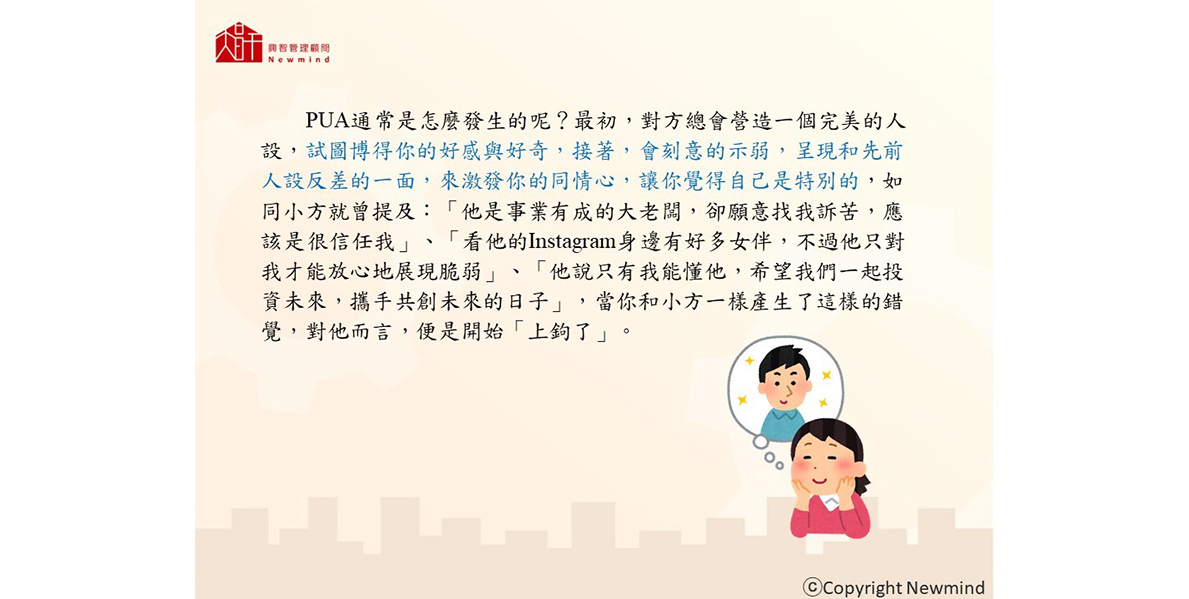 興智管理顧問
Newmind
PUA通常是怎麼發生的呢？最初，對方總會營造一個完美的人
設，試圖博得你的好感與好奇，接著，會刻意的示弱，呈現和先前
人設反差的一面，來激發你的同情心，讓你覺得自己是特別的，如
同小方就曾提及：「他是事業有成的大老闆，卻願意找我訴苦，應
該是很信任我」、「看他的Instagram身邊有好多女伴，不過他只對
我才能放心地展現脆弱」、「他說只有我能懂他，希望我們一起投
資未來，攜手共創未來的日子」，當你和小方一樣產生了這樣的錯
覺，對他而言，便是開始「上鉤了」。
ⓒCopyright Newmind